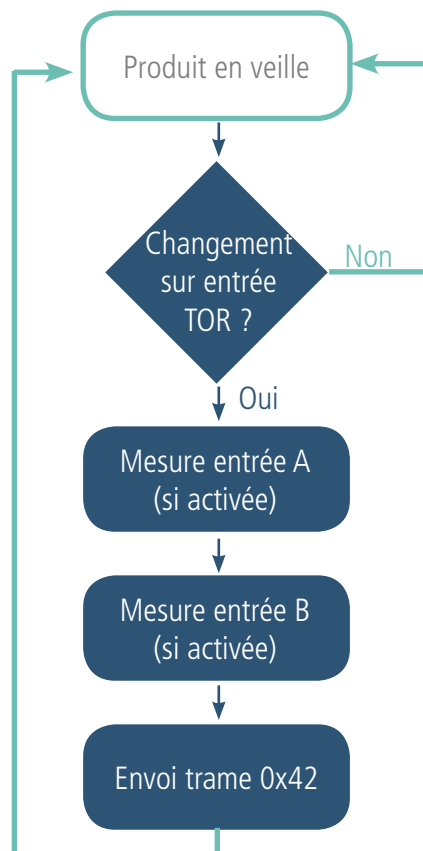 Produit en veille
Changement
sur entrée
TOR ?
Non
Oui
Mesure entrée A
(si activée)
Mesure entrée B
(si activée)
Envoi trame 0x42